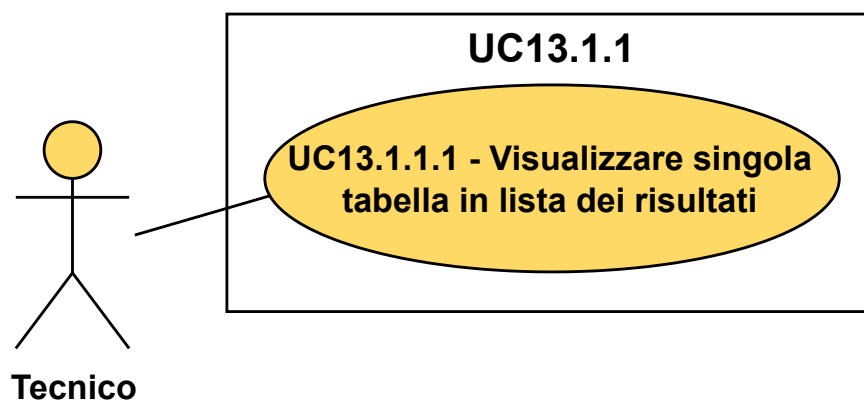 UC13.1.1
UC13.1.1.1 - Visualizzare singola
tabella in lista dei risultati
Tecnico